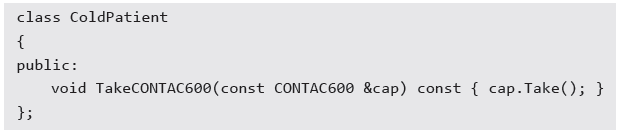 class ColdPatient
{
public:
    void TakeCONTAC600(const CONTAC600 &cap) const { cap.Take(); }
};